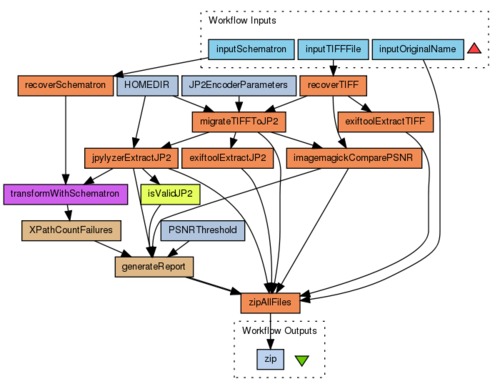 Workflow Inputs
inputSchematron
inputTIFFFile
inputOriginalName
recoverSchematron
HOMEDIR
JP2EncoderParameters
recoverTIFF
migrateTIFFToJP2
exiftoolExtractTIFF
jpylyzerExtractJP2
exiftoolExtractJP2
imagemagickComparePSNR
transformWithSchematron
isValidJP2
XPathCountFailures
PSNRThreshold
generateReport
zipAllFiles
Workflow Outputs
zip